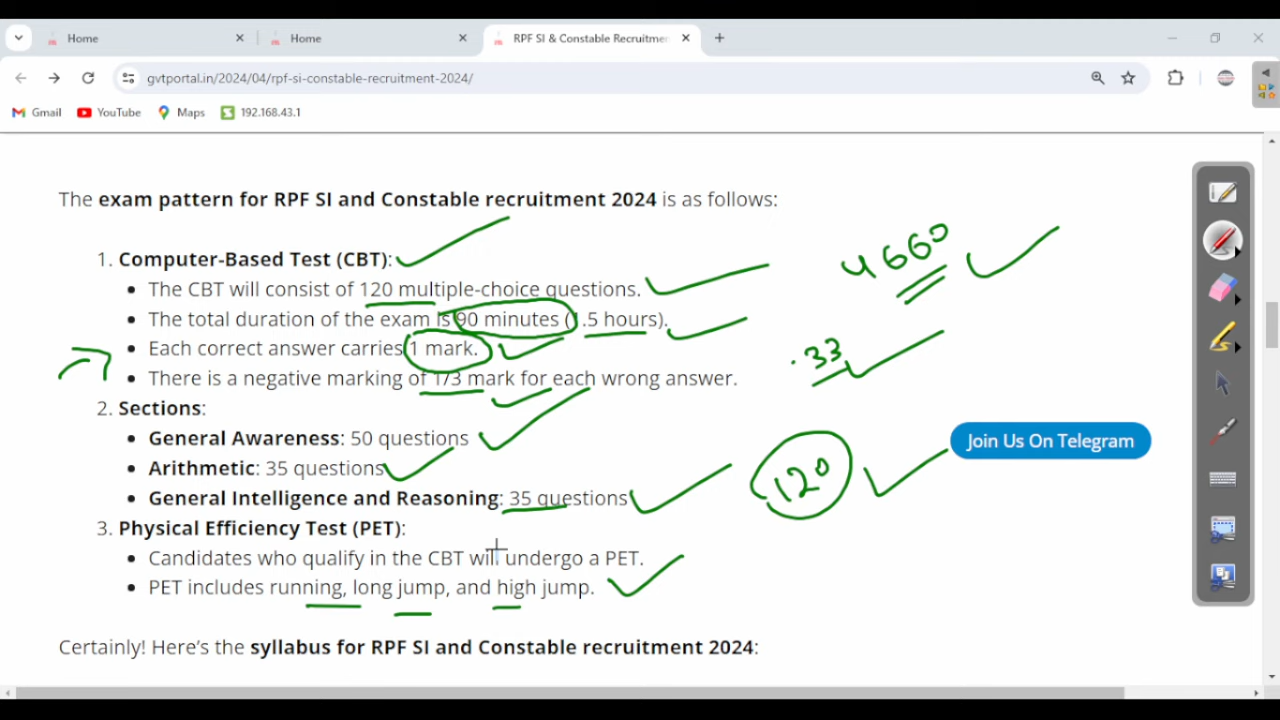 Home
Home
RPF SI & Constable Recruitmen
gvtportal.in/2024/04/rpf-si-constable-recruitment-2024/
Gmail YouTube Maps 192.168.43.1
The exam pattern for RPF SI and Constable recruitment 2024 is as follows:
1. Computer-Based Test (CBT):
4660
• The CBT will consist of 120 multiple-choice questions.
• The total duration of the exam is 90 minutes (1.5 hours).
• Each correct answer carries 1 mark.
.33
• There is a negative marking of 1/3 mark for each wrong answer.
2. Sections:
• General Awareness: 50 questions
Join Us On Telegram
• Arithmetic: 35 questions
120
• General Intelligence and Reasoning: 35 questions
3. Physical Efficiency Test (PET):
• Candidates who qualify in the CBT will undergo a PET.
• PET includes running, long jump, and high jump.
Certainly! Here’s the syllabus for RPF SI and Constable recruitment 2024: